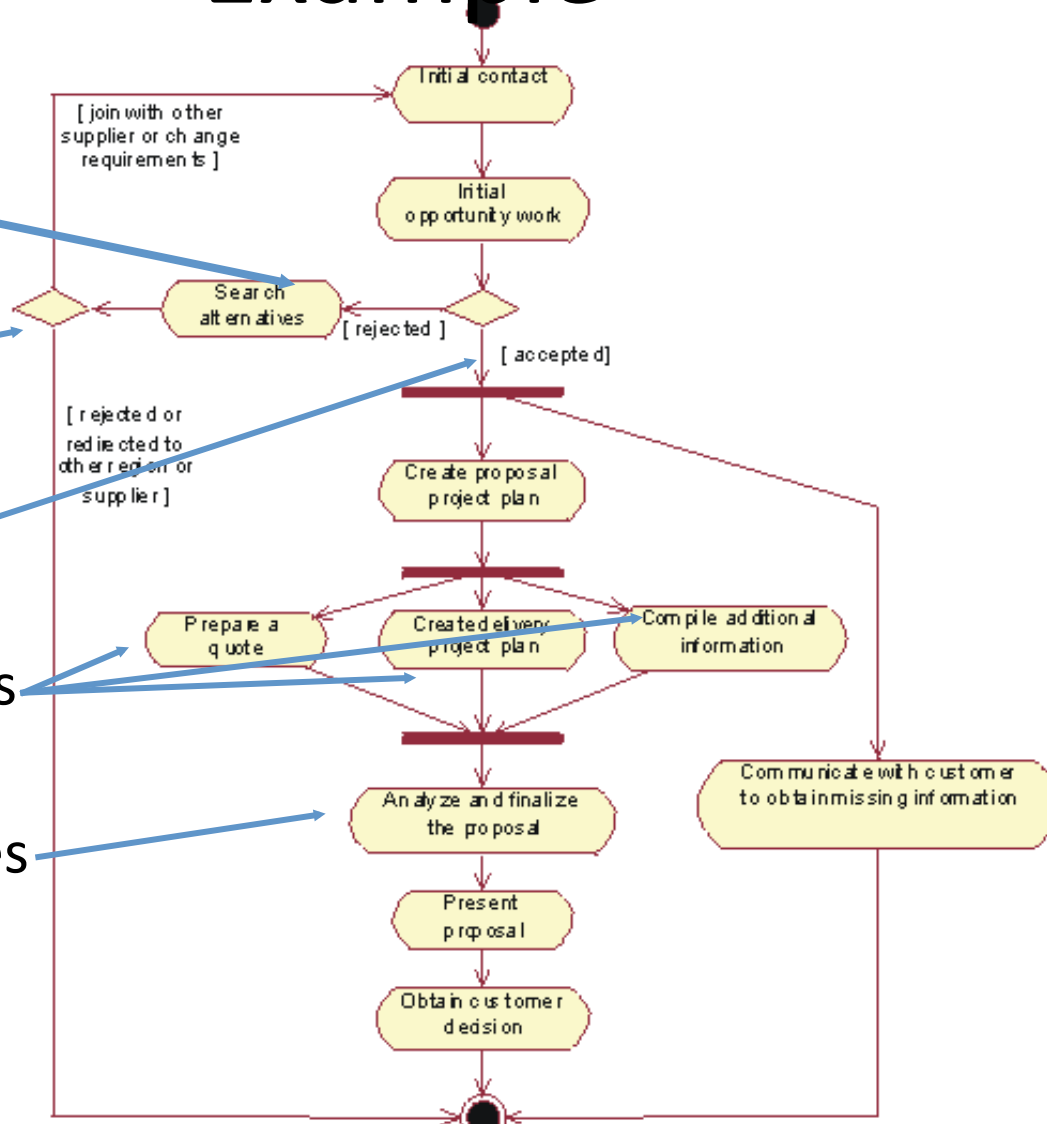 Example
Initial contact
[ join with other
supplier or change
requirements ]
Initial
opportunity work
Search
alternatives
[ rejected ]
[ accepted]
[ rejected or
redirected to
other region or
supplier ]
Create proposal
project plan
Prepare a
quote
Create delivery
project plan
Compile additional
information
s
Communicate with customer
to obtain missing information
Analyze and finalize
the proposal
es
Present
proposal
Obtain customer
decision